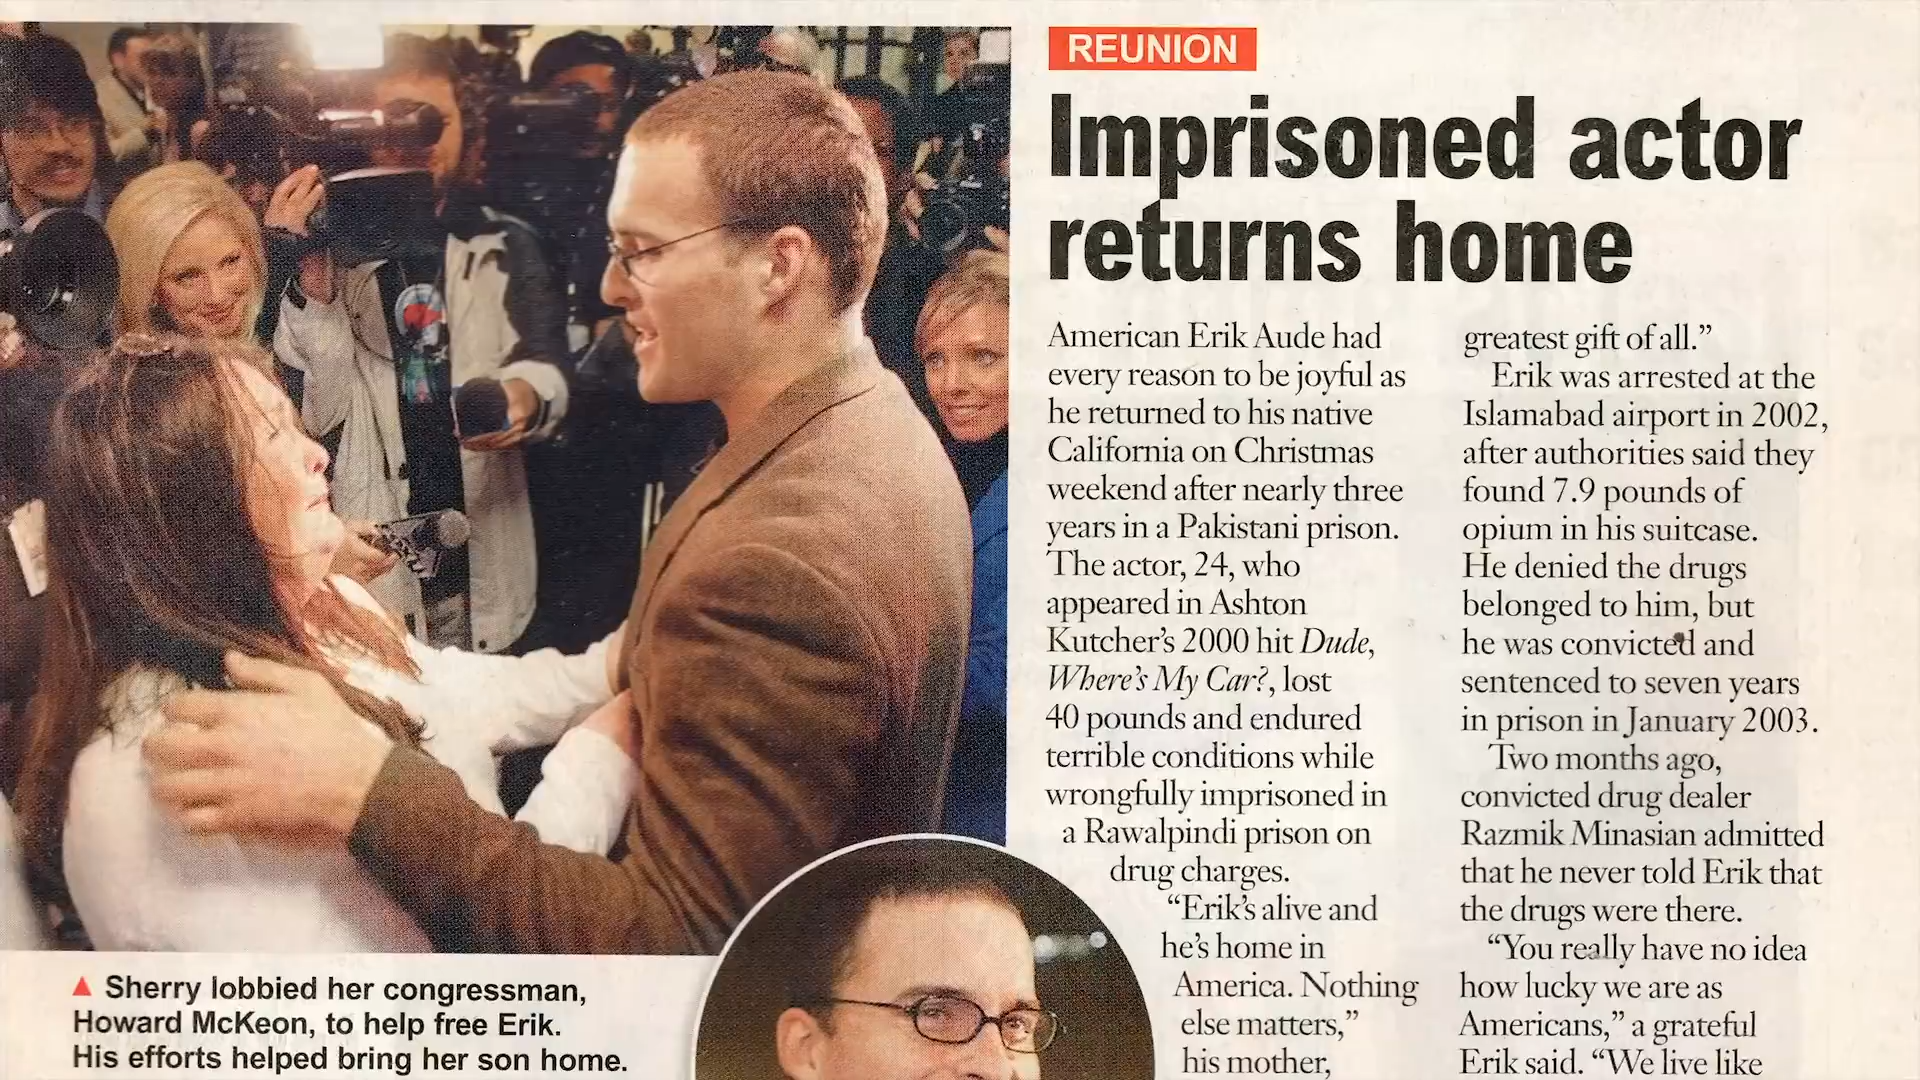 REUNION
Imprisoned actor
returns home
American Erik Aude had
every reason to be joyful as
he returned to his native
California on Christmas
weekend after nearly three
years in a Pakistani prison.
The actor, 24, who
appeared in Ashton
Kutcher’s 2000 hit Dude,
Where’s My Car?, lost
40 pounds and endured
terrible conditions while
wrongfully imprisoned in
a Rawalpindi prison on
drug charges.
“Erik’s alive and
he’s home in
America. Nothing
else matters,”
his mother,
greatest gift of all.”
Erik was arrested at the
Islamabad airport in 2002,
after authorities said they
found 7.9 pounds of
opium in his suitcase.
He denied the drugs
belonged to him, but
he was convicted and
sentenced to seven years
in prison in January 2003.
Two months ago,
convicted drug dealer
Razmik Minasian admitted
that he never told Erik that
the drugs were there.
“You really have no idea
how lucky we are as
Americans,” a grateful
Erik said. “We live like
▲ Sherry lobbied her congressman,
Howard McKeon, to help free Erik.
His efforts helped bring her son home.